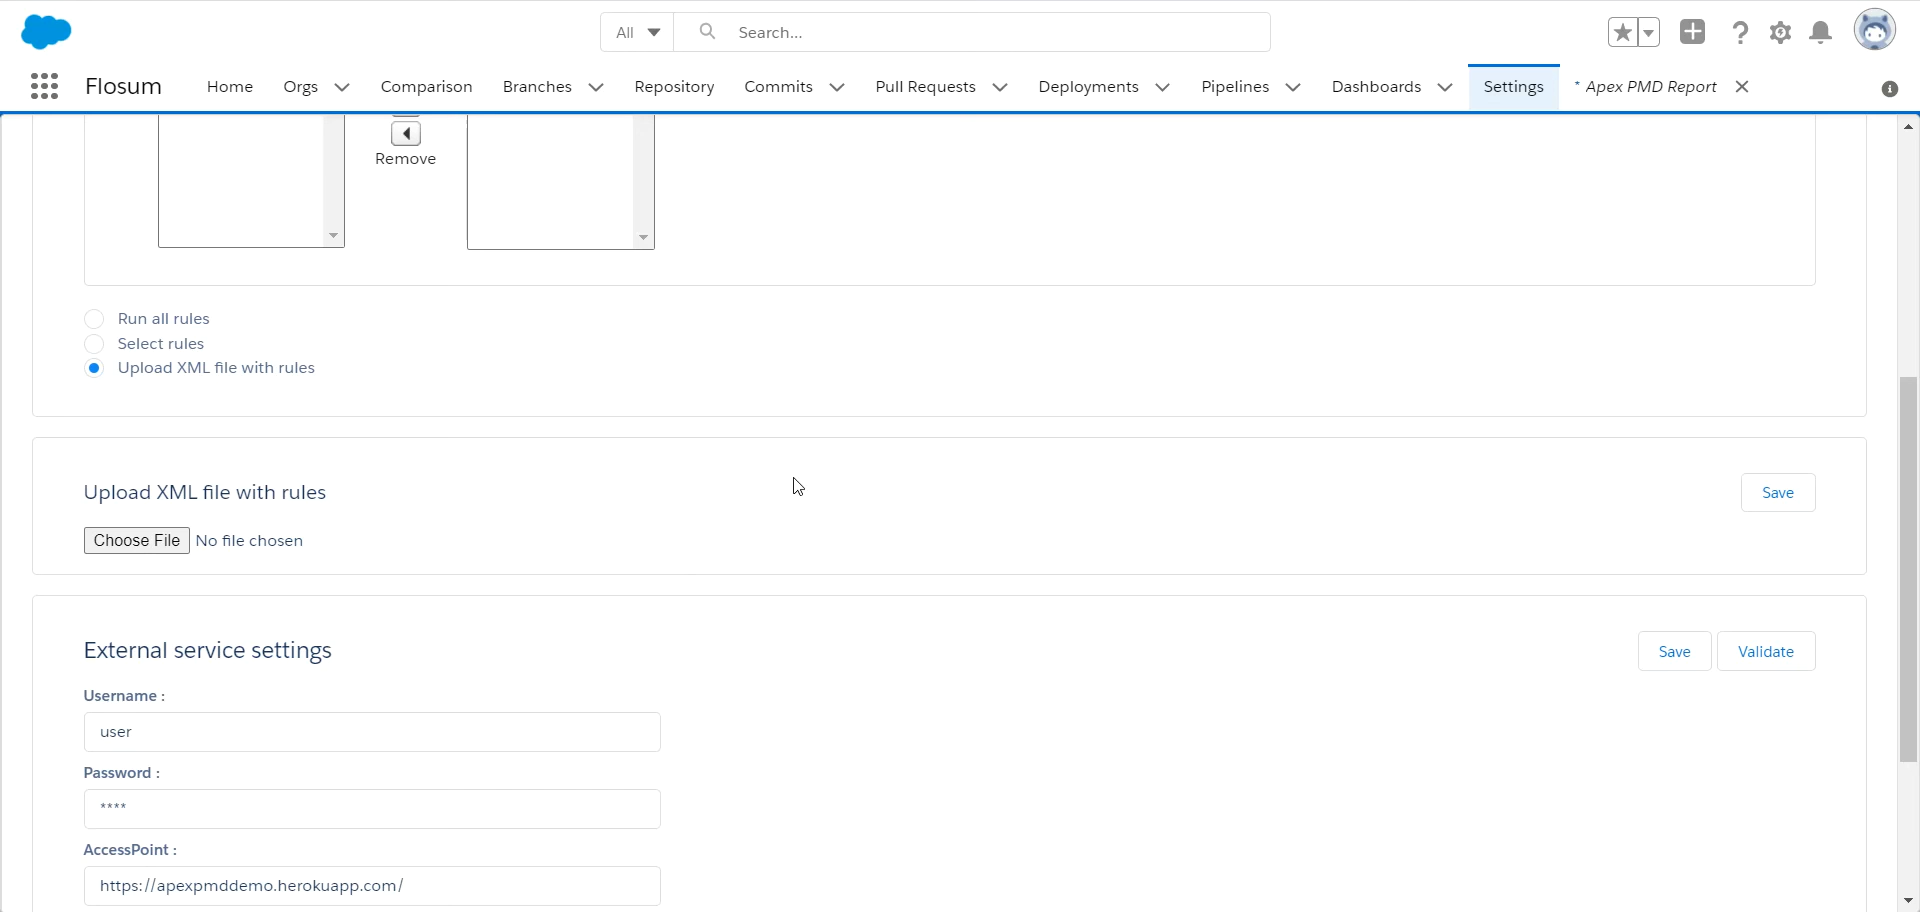 All Search...
Flosum Home Orgs Comparison Branches Repository Commits Pull Requests Deployments Pipelines Dashboards Settings * Apex PMD Report
Remove
Run all rules
Select rules
Upload XML file with rules
Upload XML file with rules Save
Choose File No file chosen
External service settings Save Validate
Username :
user
Password :
****
AccessPoint :
https://apexpmddemo.herokuapp.com/